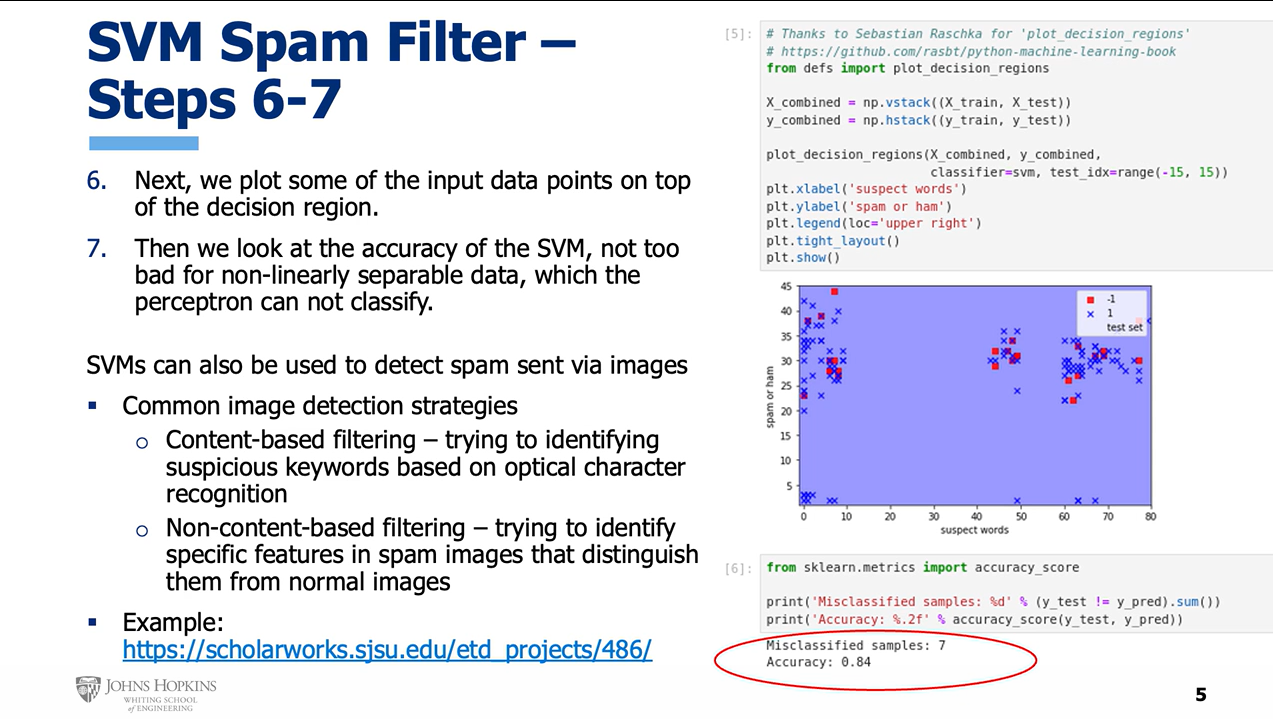 SVM Spam Filter –
Steps 6-7
6. Next, we plot some of the input data points on top
of the decision region.
7. Then we look at the accuracy of the SVM, not too
bad for non-linearly separable data, which the
perceptron can not classify.
SVMs can also be used to detect spam sent via images
▪ Common image detection strategies
o Content-based filtering – trying to identifying
suspicious keywords based on optical character
recognition
o Non-content-based filtering – trying to identify
specific features in spam images that distinguish
them from normal images
▪ Example:
https://scholarworks.sjsu.edu/etd_projects/486/
JOHNS HOPKINS
WHITING SCHOOL
of ENGINEERING
[5]:
# Thanks to Sebastian Raschka for 'plot_decision_regions'
# https://github.com/rasbt/python-machine-learning-book
from defs import plot_decision_regions
X_combined = np.vstack((X_train, X_test))
y_combined = np.hstack((y_train, y_test))
plot_decision_regions(X_combined, y_combined,
classifier=svm, test_idx=range(-15, 15))
plt.xlabel('suspect words')
plt.ylabel('spam or ham')
plt.legend(loc='upper right')
plt.tight_layout()
plt.show()
45
40
35
30
25
20
15
10
5
spam or ham
-1
1
test set
0 10 20 30 40 50 60 70 80
suspect words
[6]:
from sklearn.metrics import accuracy_score
print('Misclassified samples: %d' % (y_test != y_pred).sum())
print('Accuracy: %.2f' % accuracy_score(y_test, y_pred))
Misclassified samples: 7
Accuracy: 0.84
5